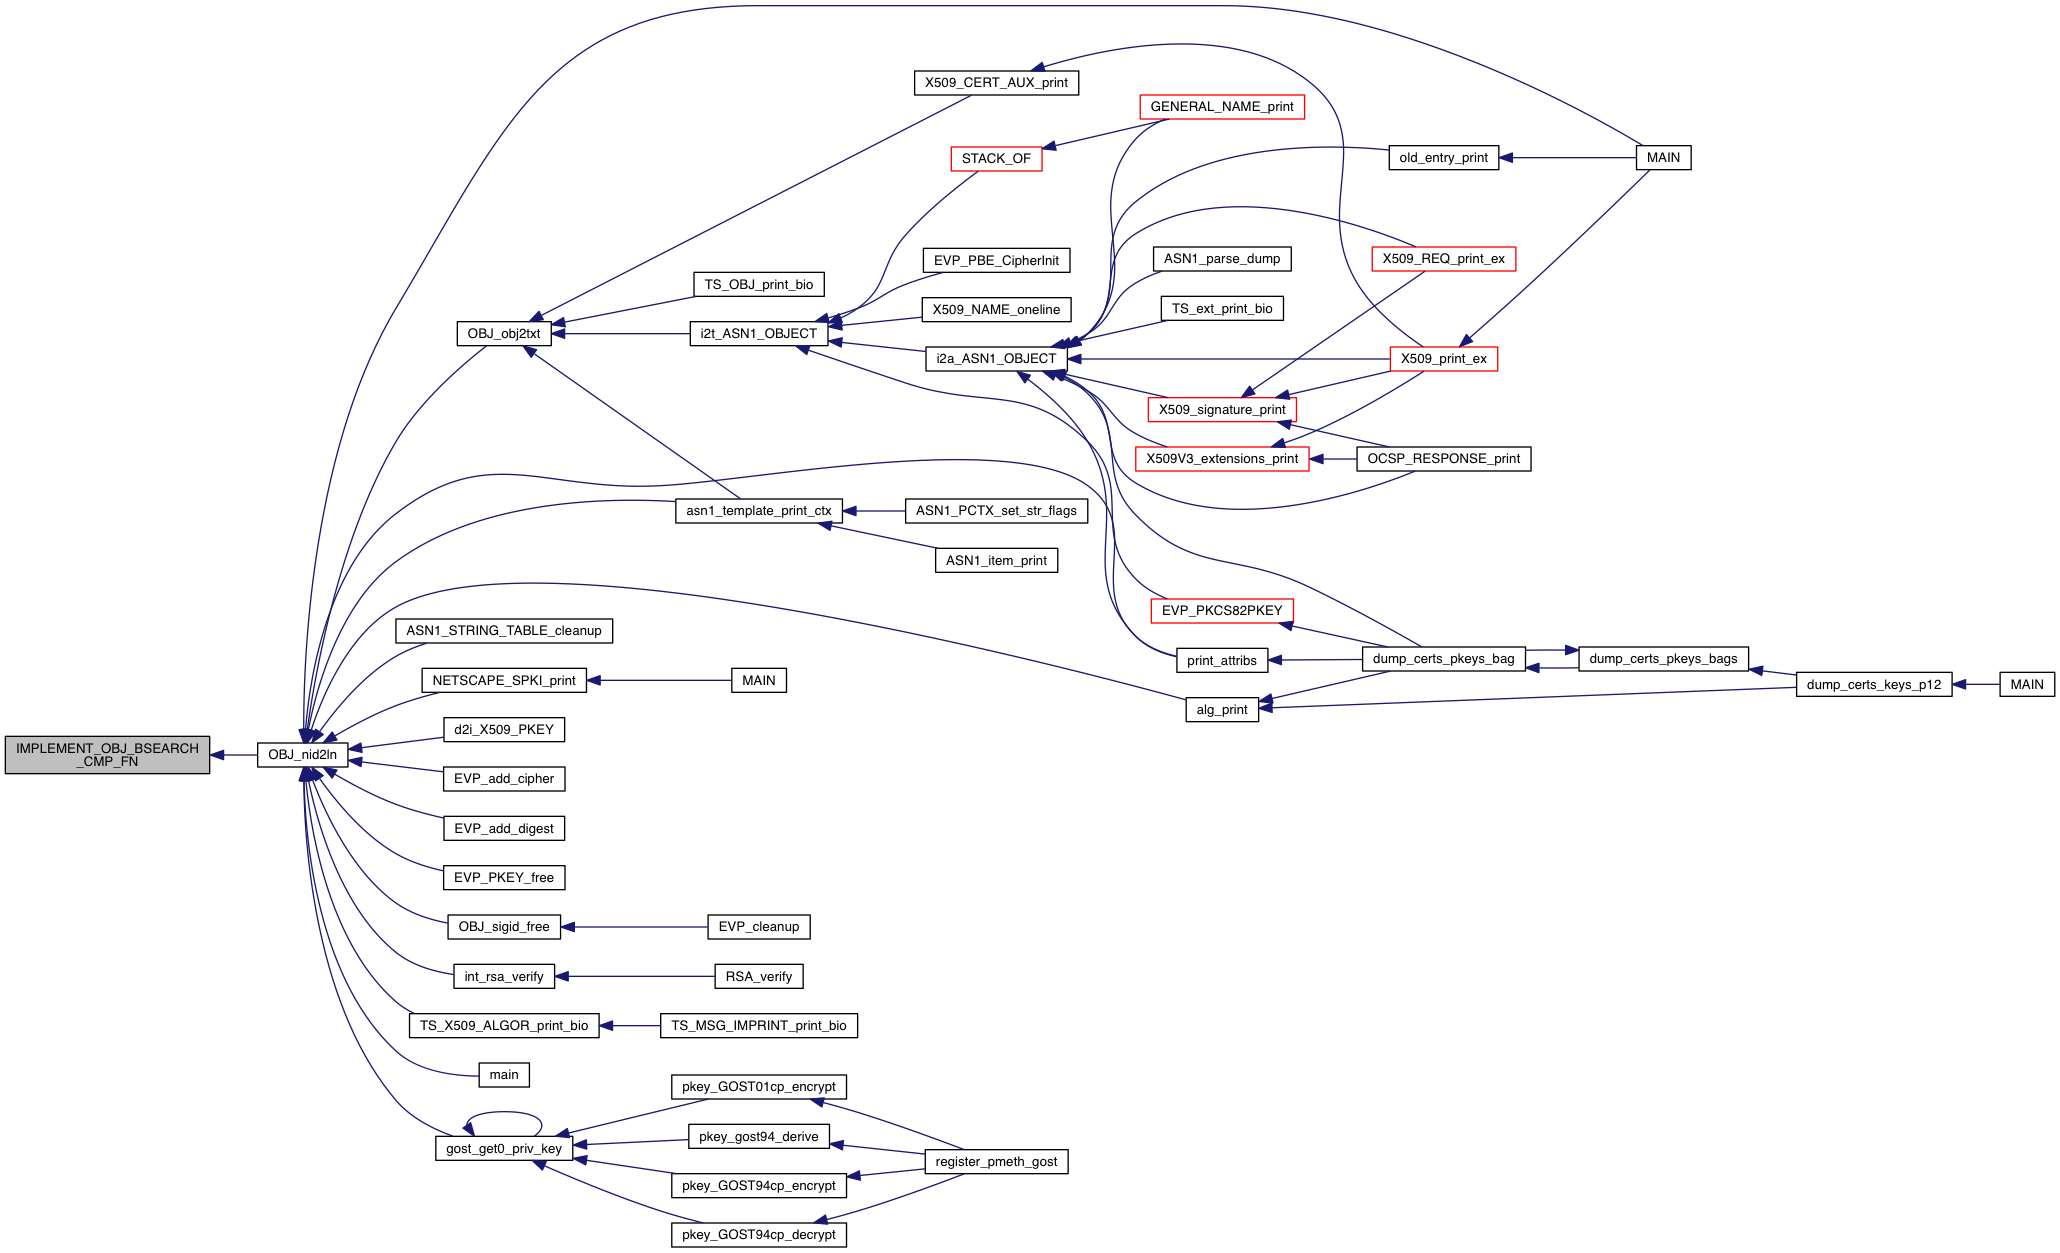 X509_CERT_AUX_print
GENERAL_NAME_print
STACK_OF
old_entry_print
MAIN
EVP_PBE_CipherInit
ASN1_parse_dump
X509_REQ_print_ex
TS_OBJ_print_bio
X509_NAME_oneline
TS_ext_print_bio
OBJ_obj2txt
i2t_ASN1_OBJECT
i2a_ASN1_OBJECT
X509_print_ex
X509_signature_print
X509V3_extensions_print
OCSP_RESPONSE_print
asn1_template_print_ctx
ASN1_PCTX_set_str_flags
ASN1_item_print
EVP_PKCS82PKEY
ASN1_STRING_TABLE_cleanup
print_attribs
dump_certs_pkeys_bag
dump_certs_pkeys_bags
NETSCAPE_SPKI_print
MAIN
dump_certs_keys_p12
MAIN
alg_print
d2i_X509_PKEY
IMPLEMENT_OBJ_BSEARCH
_CMP_FN
OBJ_nid2ln
EVP_add_cipher
EVP_add_digest
EVP_PKEY_free
OBJ_sigid_free
EVP_cleanup
int_rsa_verify
RSA_verify
TS_X509_ALGOR_print_bio
TS_MSG_IMPRINT_print_bio
main
pkey_GOST01cp_encrypt
pkey_gost94_derive
gost_get0_priv_key
register_pmeth_gost
pkey_GOST94cp_encrypt
pkey_GOST94cp_decrypt